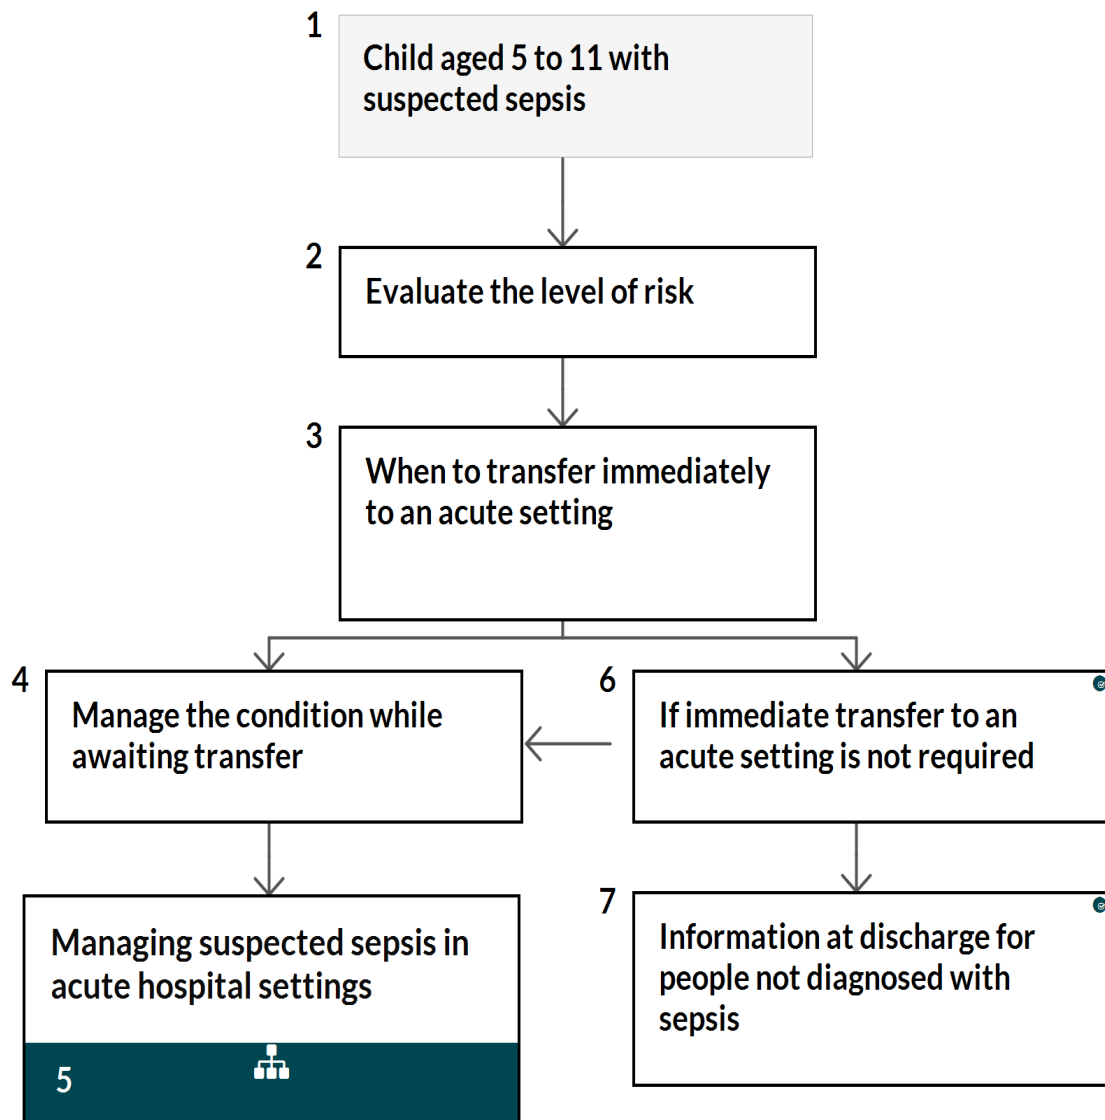 1
Child aged 5 to 11 with
suspected sepsis
2
Evaluate the level of risk
3
When to transfer immediately
to an acute setting
4
Manage the condition while
awaiting transfer
6
If immediate transfer to an
acute setting is not required
Managing suspected sepsis in
acute hospital settings
5
7
Information at discharge for
people not diagnosed with
sepsis